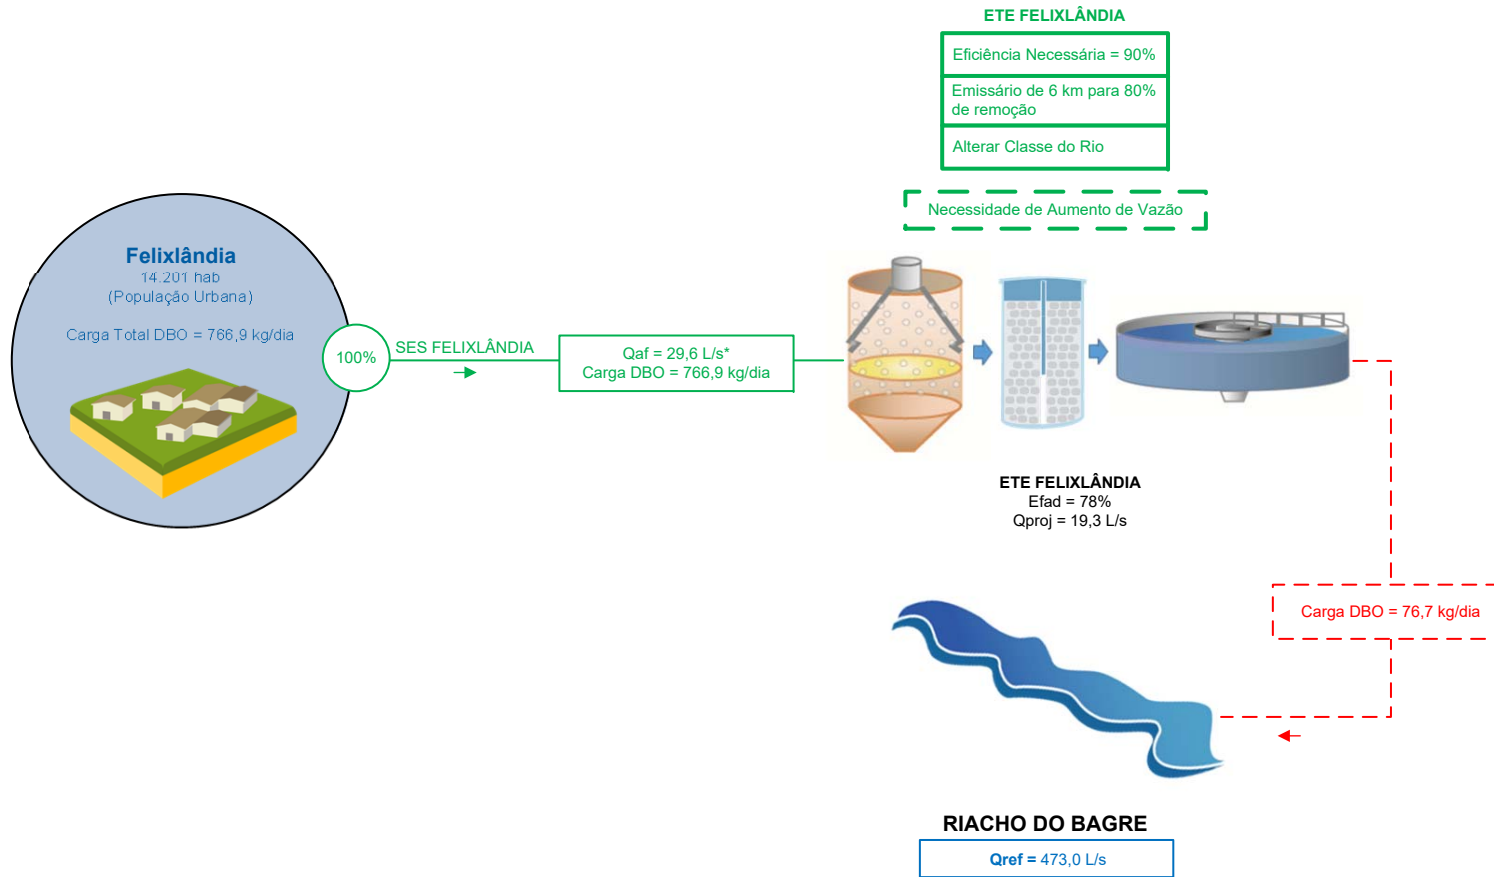 ETE FELIXLÂNDIA
Eficiência Necessária = 90%
Emissário de 6 km para 80%
de remoção
Alterar Classe do Rio
Necessidade de Aumento de Vazão
Felixlândia
14.201 hab
(População Urbana)
Carga Total DBO = 766,9 kg/dia
100%
SES FELIXLÂNDIA
Qaf = 29,6 L/s*
Carga DBO = 766,9 kg/dia
ETE FELIXLÂNDIA
Efad = 78%
Qproj = 19,3 L/s
Carga DBO = 76,7 kg/dia
RIACHO DO BAGRE
Qref = 473,0 L/s